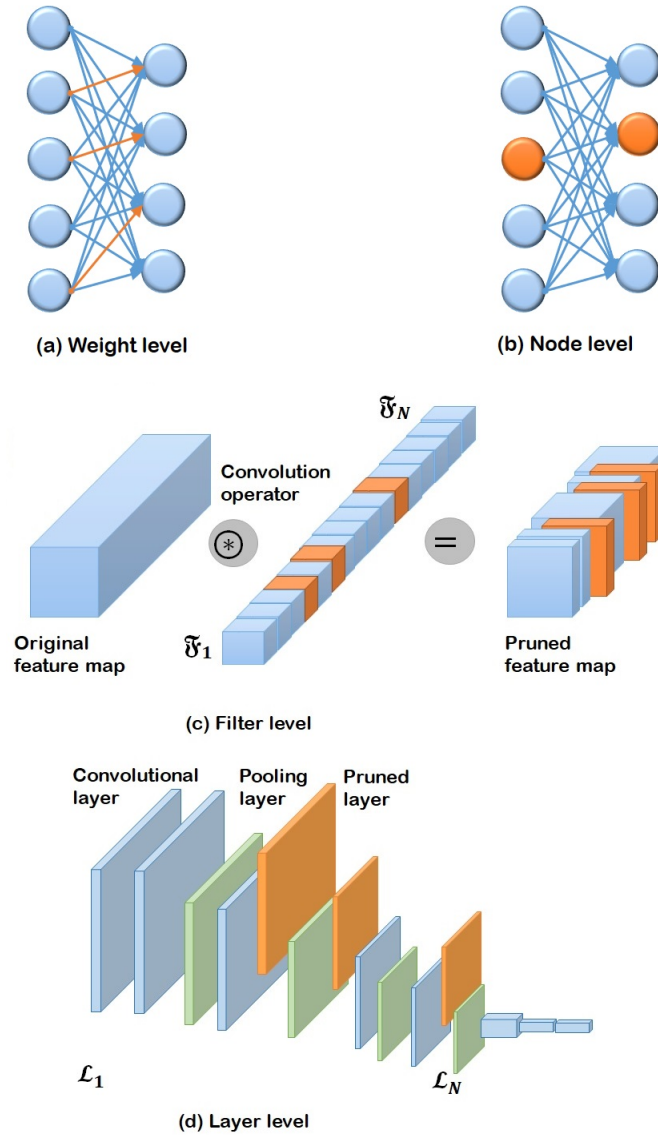 (a) Weight level
(b) Node level
𝔉N
Convolution
operator
⊛
=
Original
feature map
𝔉1
Pruned
feature map
(c) Filter level
Convolutional
layer
Pooling
layer
Pruned
layer
ℒ1
ℒN
(d) Layer level